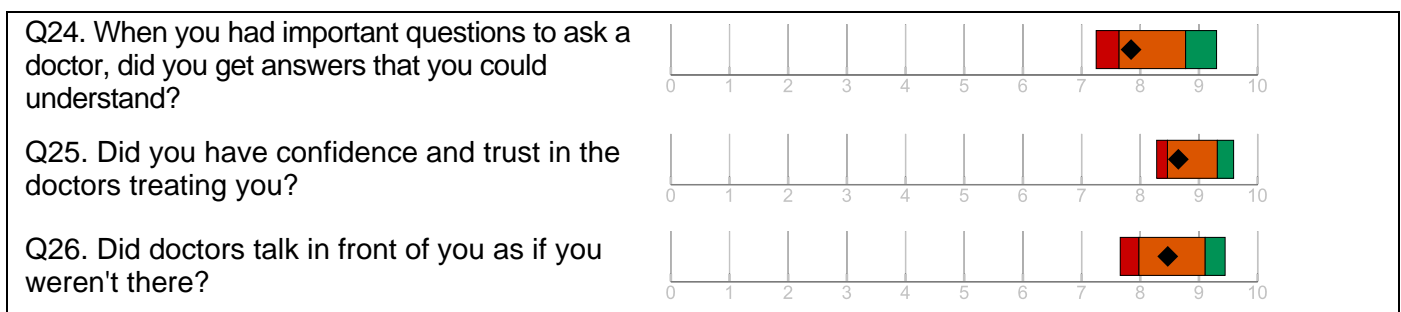 Q24. When you had important questions to ask a
doctor, did you get answers that you could
understand?
0 1 2 3 4 5 6 7 8 9 10
Q25. Did you have confidence and trust in the
doctors treating you?
0 1 2 3 4 5 6 7 8 9 10
Q26. Did doctors talk in front of you as if you
weren't there?
0 1 2 3 4 5 6 7 8 9 10